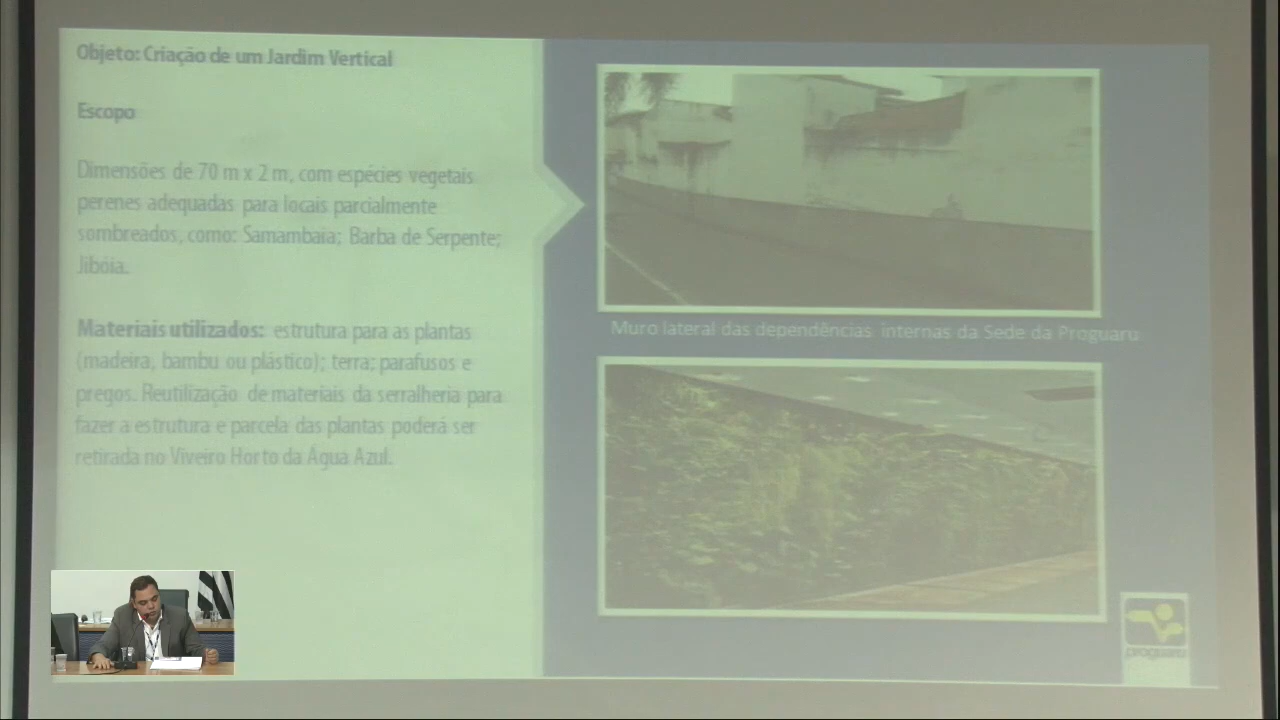 Objeto: Criação de um Jardim Vertical
Escopo
Dimensões de 70 m x 2 m, com espécies vegetais
perenes adequadas para locais parcialmente
sombreados, como: Samambaia; Barba de Serpente;
Jibóia.
Materiais utilizados: estrutura para as plantas
(madeira, bambu ou plástico); terra; parafusos e
pregos. Reutilização de materiais da serralheria para
fazer a estrutura e parcela das plantas poderá ser
retirada no Viveiro Horto da Água Azul.
Muro lateral das dependências internas da Sede da Proguaru
proguaru